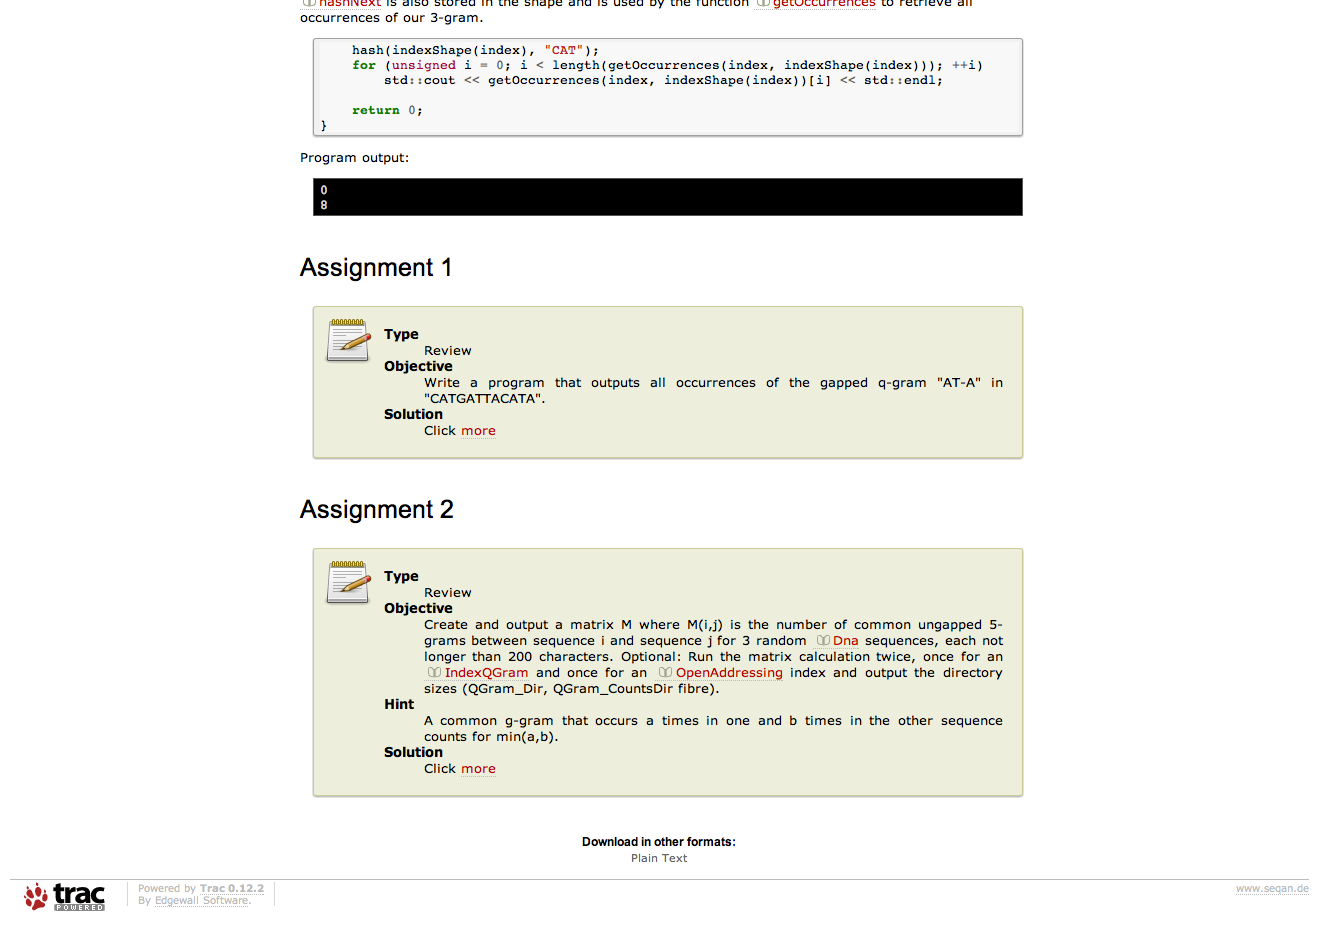 hashNext is also stored in the shape and is used by the function getOccurrences to retrieve all
occurrences of our 3-gram.
hash(indexShape(index), "CAT");
for (unsigned i = 0; i < length(getOccurrences(index, indexShape(index))); ++i)
std::cout << getOccurrences(index, indexShape(index))[i] << std::endl;
return 0;
}
Program output:
0
8
Assignment 1
Type
Review
Objective
Write a program that outputs all occurrences of the gapped q-gram "AT-A" in
"CATGATTACATA".
Solution
Click more
Assignment 2
Type
Review
Objective
Create and output a matrix M where M(i,j) is the number of common ungapped 5-
grams between sequence i and sequence j for 3 random Dna sequences, each not
longer than 200 characters. Optional: Run the matrix calculation twice, once for an
IndexQGram and once for an OpenAddressing index and output the directory
sizes (QGram_Dir, QGram_CountsDir fibre).
Hint
A common g-gram that occurs a times in one and b times in the other sequence
counts for min(a,b).
Solution
Click more
Download in other formats:
Plain Text
trac
POWERED
Powered by Trac 0.12.2
By Edgewall Software.
www.seqan.de